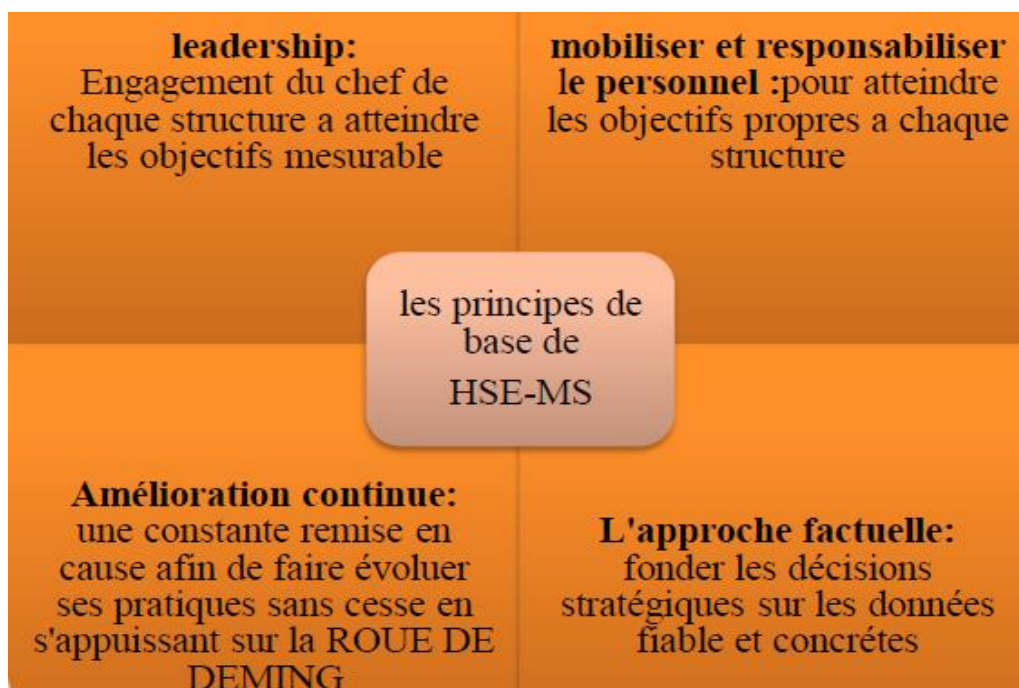 leadership:
Engagement du chef de
chaque structure a atteindre
les objectifs mesurable
mobiliser et responsabiliser
le personnel :pour atteindre
les objectifs propres a chaque
structure
les principes de
base de
HSE-MS
Amélioration continue:
une constante remise en
cause afin de faire évoluer
ses pratiques sans cesse en
s'appuissant sur la ROUE DE
DEMING
L'approche factuelle:
fonder les décisions
stratégiques sur les données
fiable et concrétes